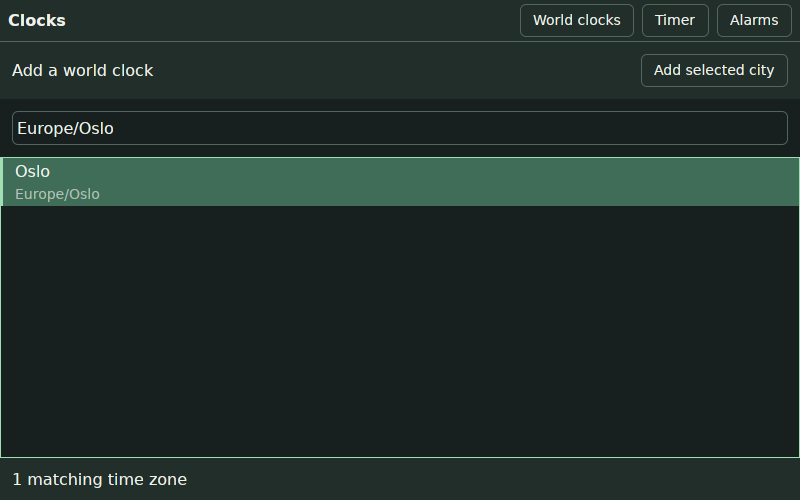 Clocks
World clocks
Timer
Alarms
Add a world clock
Add selected city
Europe/Oslo
Oslo
Europe/Oslo
1 matching time zone